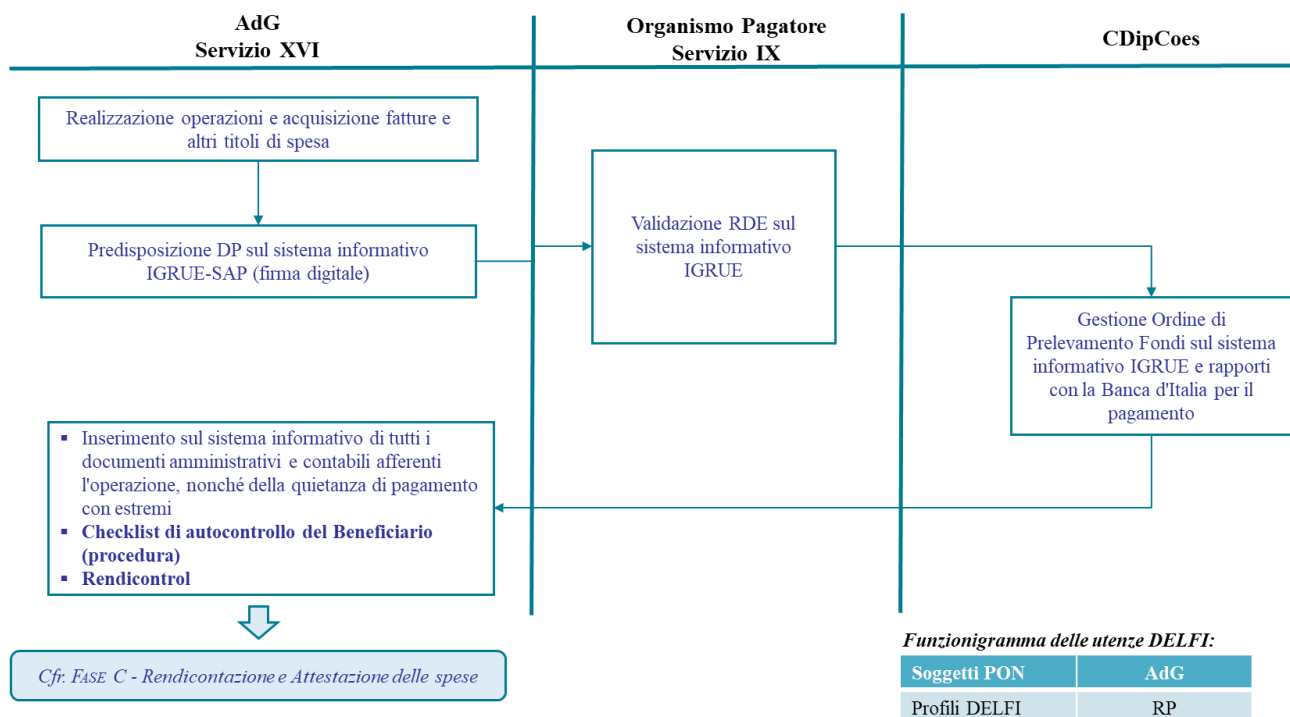 AdG
Servizio XVI
Organismo Pagatore
Servizio IX
CDipCoes
Realizzazione operazioni e acquisizione fatture e
altri titoli di spesa
Predisposizione DP sul sistema informativo
IGRUE-SAP (firma digitale)
Validazione RDE sul
sistema informativo
IGRUE
Gestione Ordine di
Prelevamento Fondi sul sistema
informativo IGRUE e rapporti
con la Banca d'Italia per il
pagamento
▪ Inserimento sul sistema informativo di tutti i
documenti amministrativi e contabili afferenti
l'operazione, nonché della quietanza di pagamento
con estremi
▪ Checklist di autocontrollo del Beneficiario
(procedura)
▪ Rendicontrol
Cfr. FASE C - Rendicontazione e Attestazione delle spese
Funzionigramma delle utenze DELFI:
Soggetti PON AdG
Profili DELFI RP